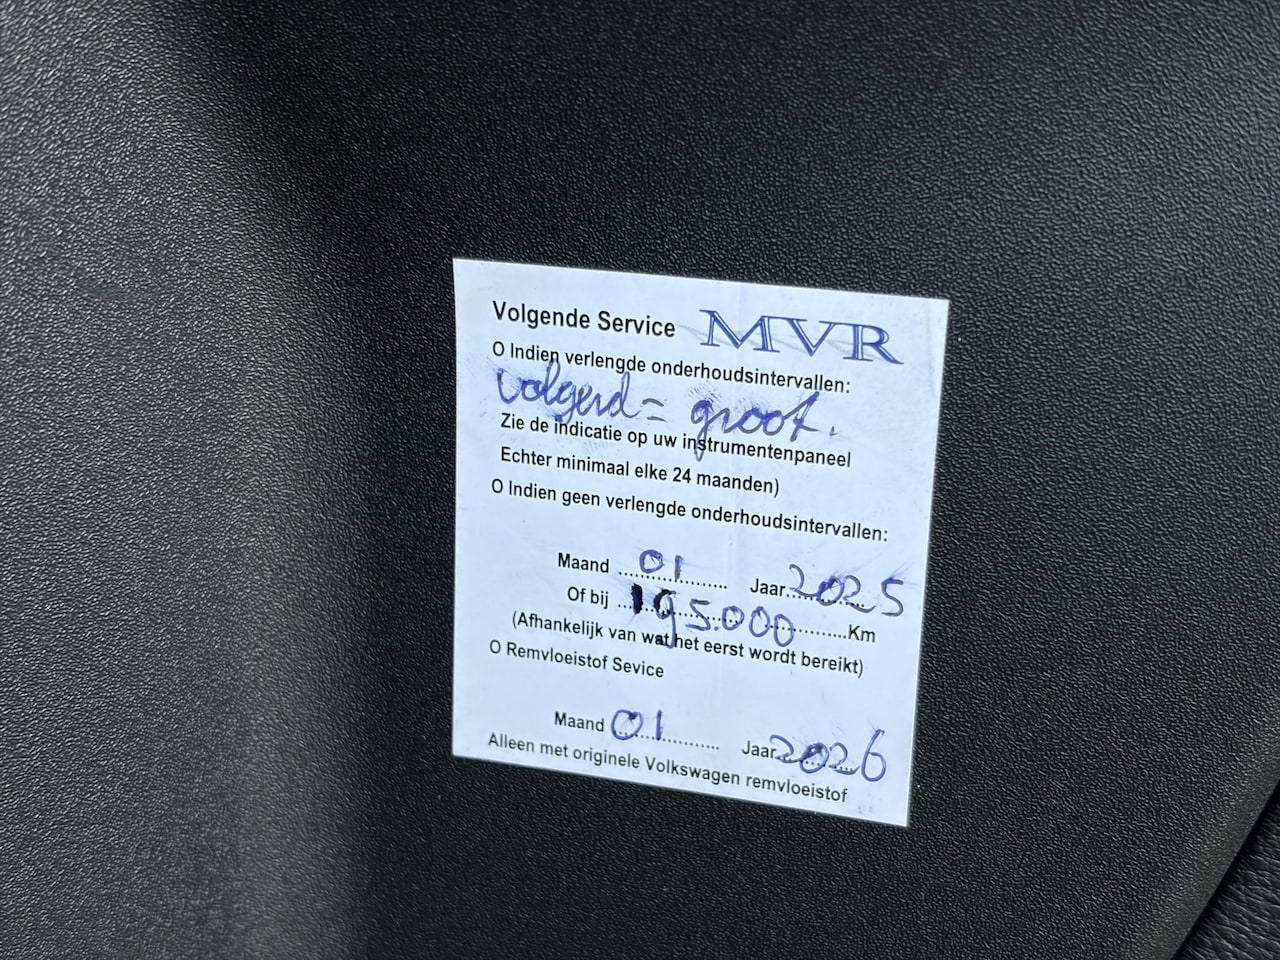 Volgende Service MVR
O Indien verlengde onderhoudsintervallen:
volgend = groot.
Zie de indicatie op uw instrumentenpaneel
Echter minimaal elke 24 maanden)
O Indien geen verlengde onderhoudsintervallen:
Maand 01 Jaar 2025
Of bij 195.000 Km
(Afhankelijk van wat het eerst wordt bereikt)
O Remvloeistof Sevice
Maand 01 Jaar 2026
Alleen met originele Volkswagen remvloeistof